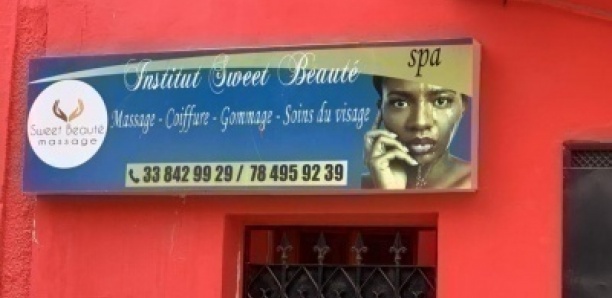 Institut Sweet Beauté
spa
Massage - Coiffure - Gommage - Soins du visage
Sweet Beauté
massage
33 842 99 29 / 78 495 92 39